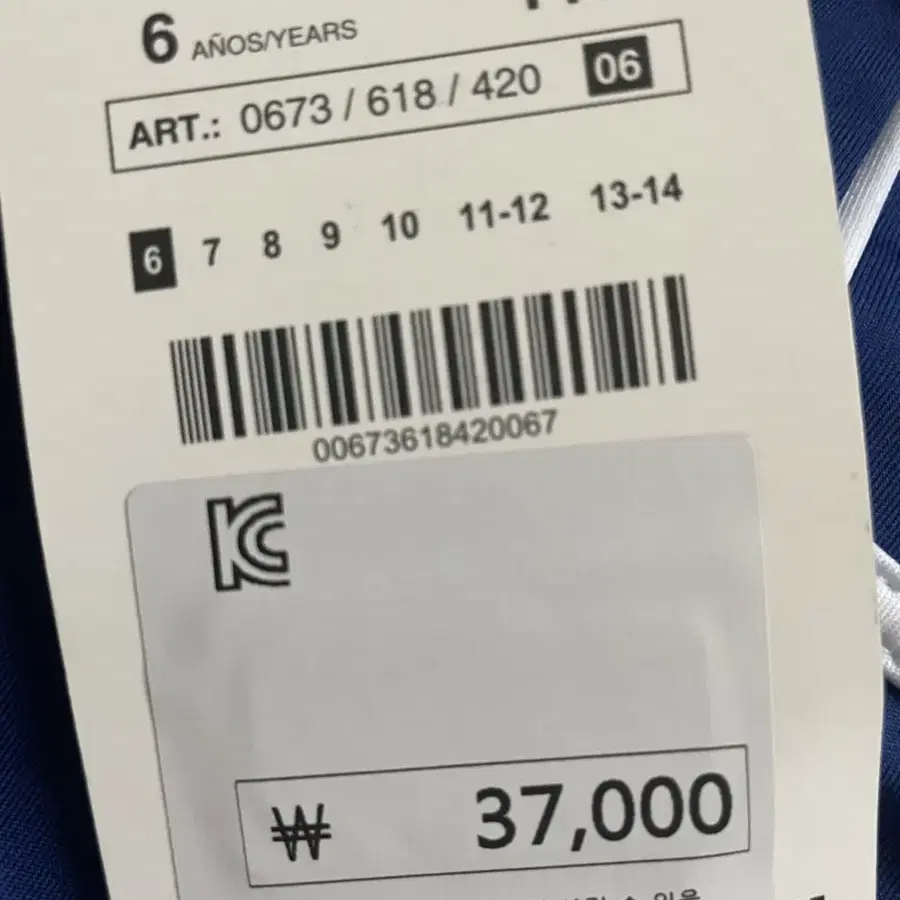 6 AÑOS/YEARS
ART.: 0673 / 618 / 420 06
6 7 8 9 10 11-12 13-14
00673618420067
KC
₩ 37,000